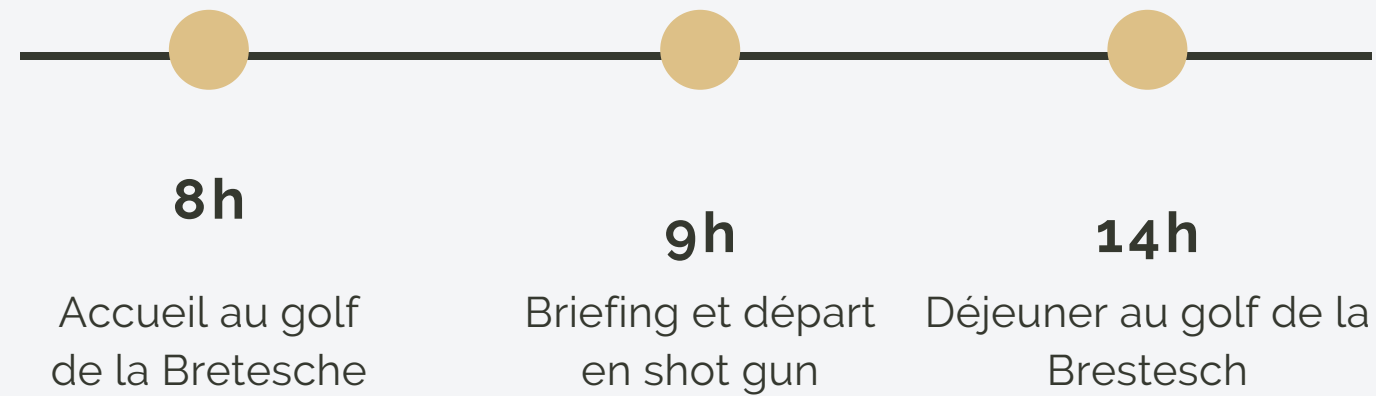 8h
Accueil au golf
de la Bretesche
9h
Briefing et départ
en shot gun
14h
Déjeuner au golf de la
Brestesch